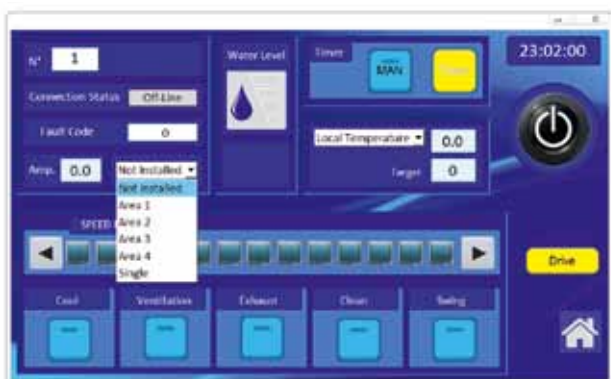 N° 1
Connection Status Off-Line
Fault Code 0
Amp. 0.0 Not Installed
Not Installed
Area 1
Area 2
Area 3
Area 4
Single
Water Level
Timer
MAN
23:02:00
Local Temperature 0.0
Target 0
SPEED
Drive
Cool
Ventilation
Exhaust
Clean
Swing